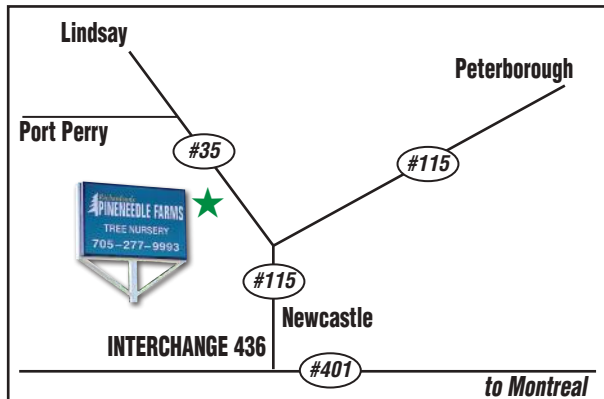 Lindsay
Peterborough
Port Perry
#35
#115
Richardson's
PINENEEDLE FARMS
TREE NURSERY
705-277-9993
#115
Newcastle
INTERCHANGE 436
#401
to Montreal